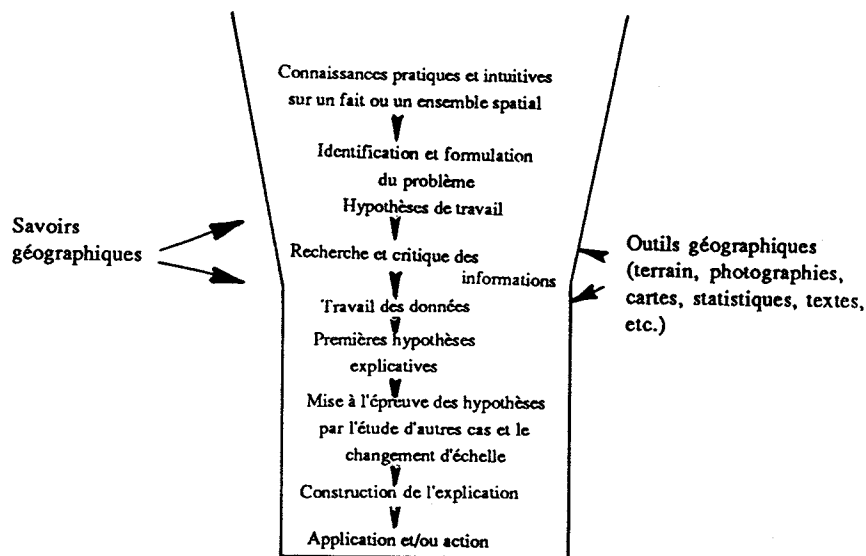 Connaissances pratiques et intuitives
sur un fait ou un ensemble spatial
Identification et formulation
du problème
Hypothèses de travail
Savoirs
géographiques
Recherche et critique des
informations
Outils géographiques
(terrain, photographies,
cartes, statistiques, textes,
etc.)
Travail des données
Premières hypothèses
explicatives
Mise à l'épreuve des hypothèses
par l'étude d'autres cas et le
changement d'échelle
Construction de l'explication
Application et/ou action